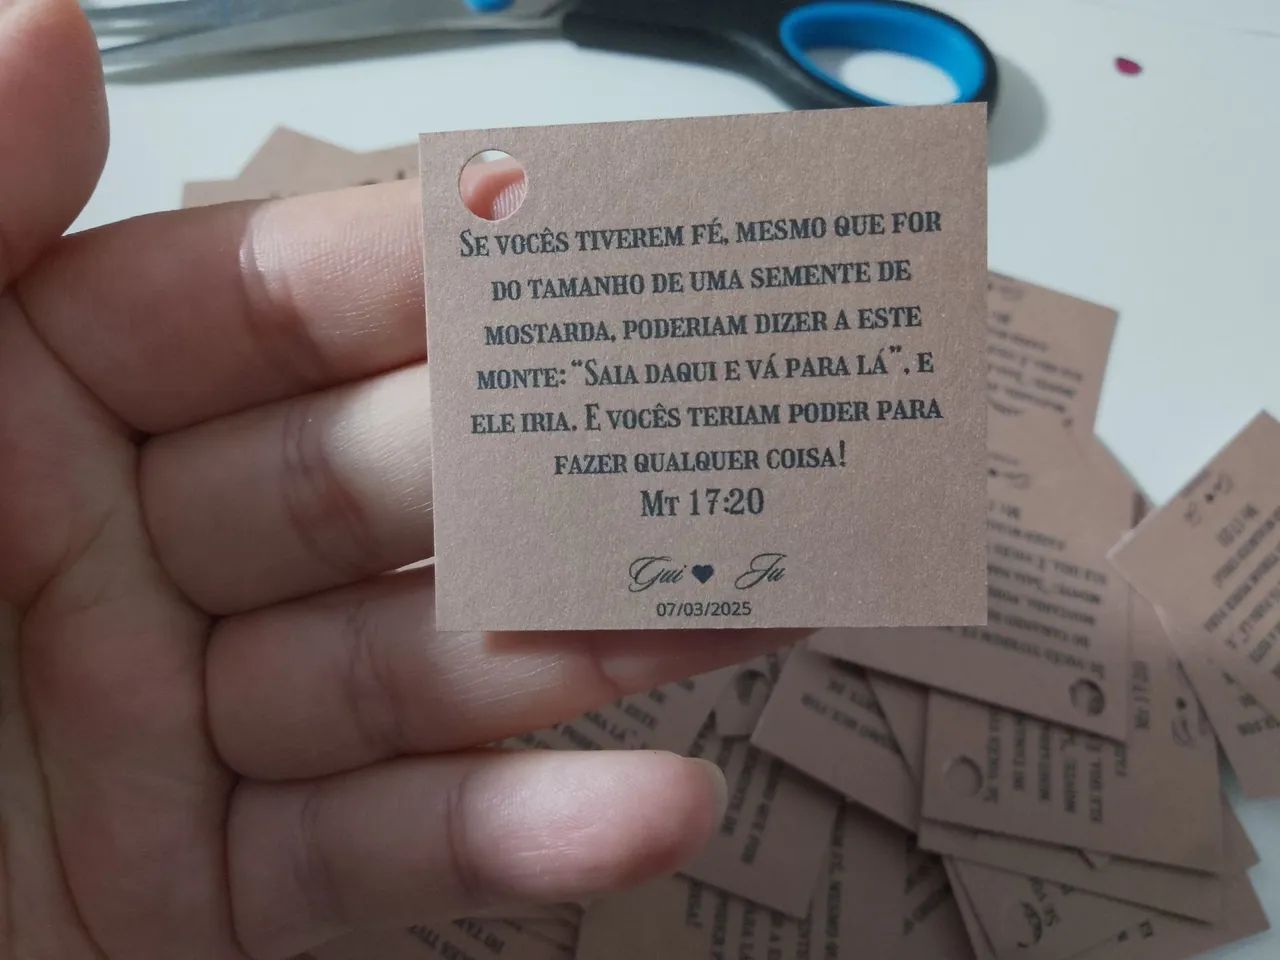 Se vocês tiverem fé, mesmo que for
do tamanho de uma semente de
mostarda, poderiam dizer a este
monte: “Saia daqui e vá para lá”, e
ele iria. E vocês teriam poder para
fazer qualquer coisa!
Mt 17:20
Gui ♥ Ju
07/03/2025